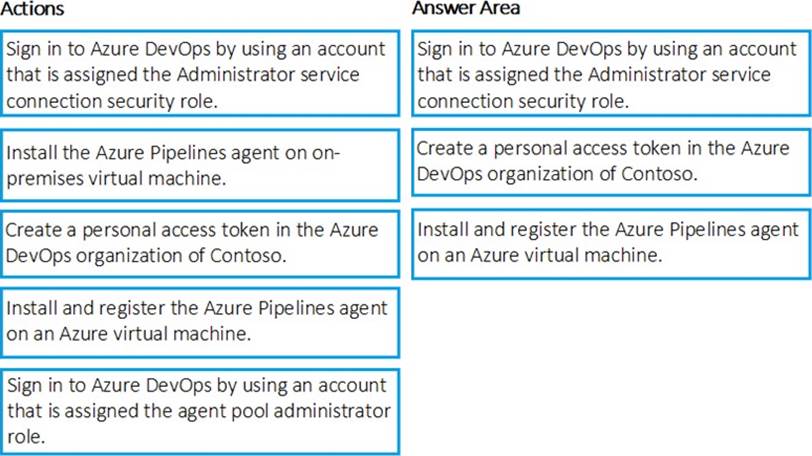 Actions
Sign in to Azure DevOps by using an account
that is assigned the Administrator service
connection security role.
Install the Azure Pipelines agent on on-
premises virtual machine.
Create a personal access token in the Azure
DevOps organization of Contoso.
Install and register the Azure Pipelines agent
on an Azure virtual machine.
Sign in to Azure DevOps by using an account
that is assigned the agent pool administrator
role.
Answer Area
Sign in to Azure DevOps by using an account
that is assigned the Administrator service
connection security role.
Create a personal access token in the Azure
DevOps organization of Contoso.
Install and register the Azure Pipelines agent
on an Azure virtual machine.